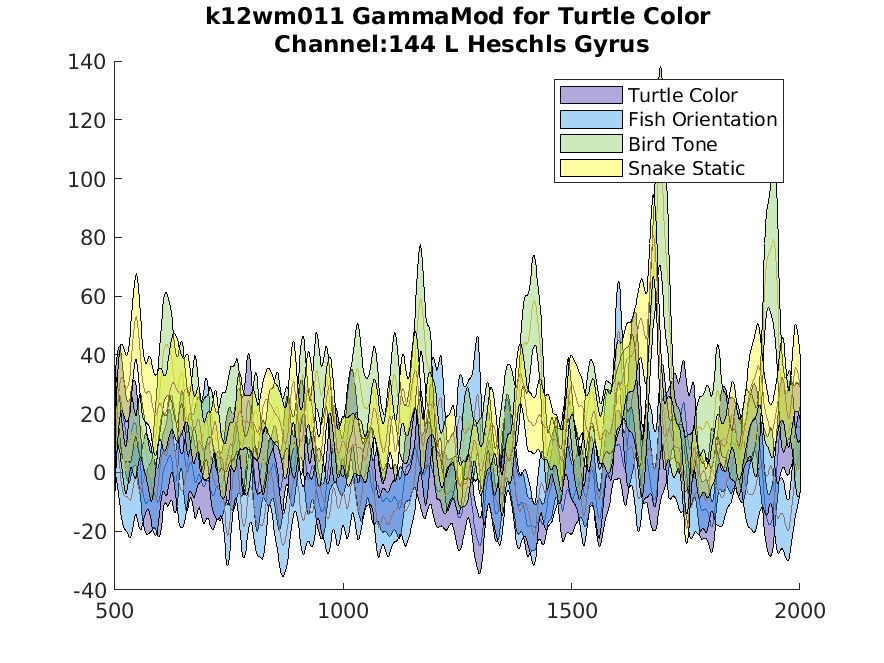 k12wm011 GammaMod for Turtle Color
Channel:144 L Heschls Gyrus
140
120
100
80
60
40
20
0
-20
-40
500
1000
1500
2000
Turtle Color
Fish Orientation
Bird Tone
Snake Static